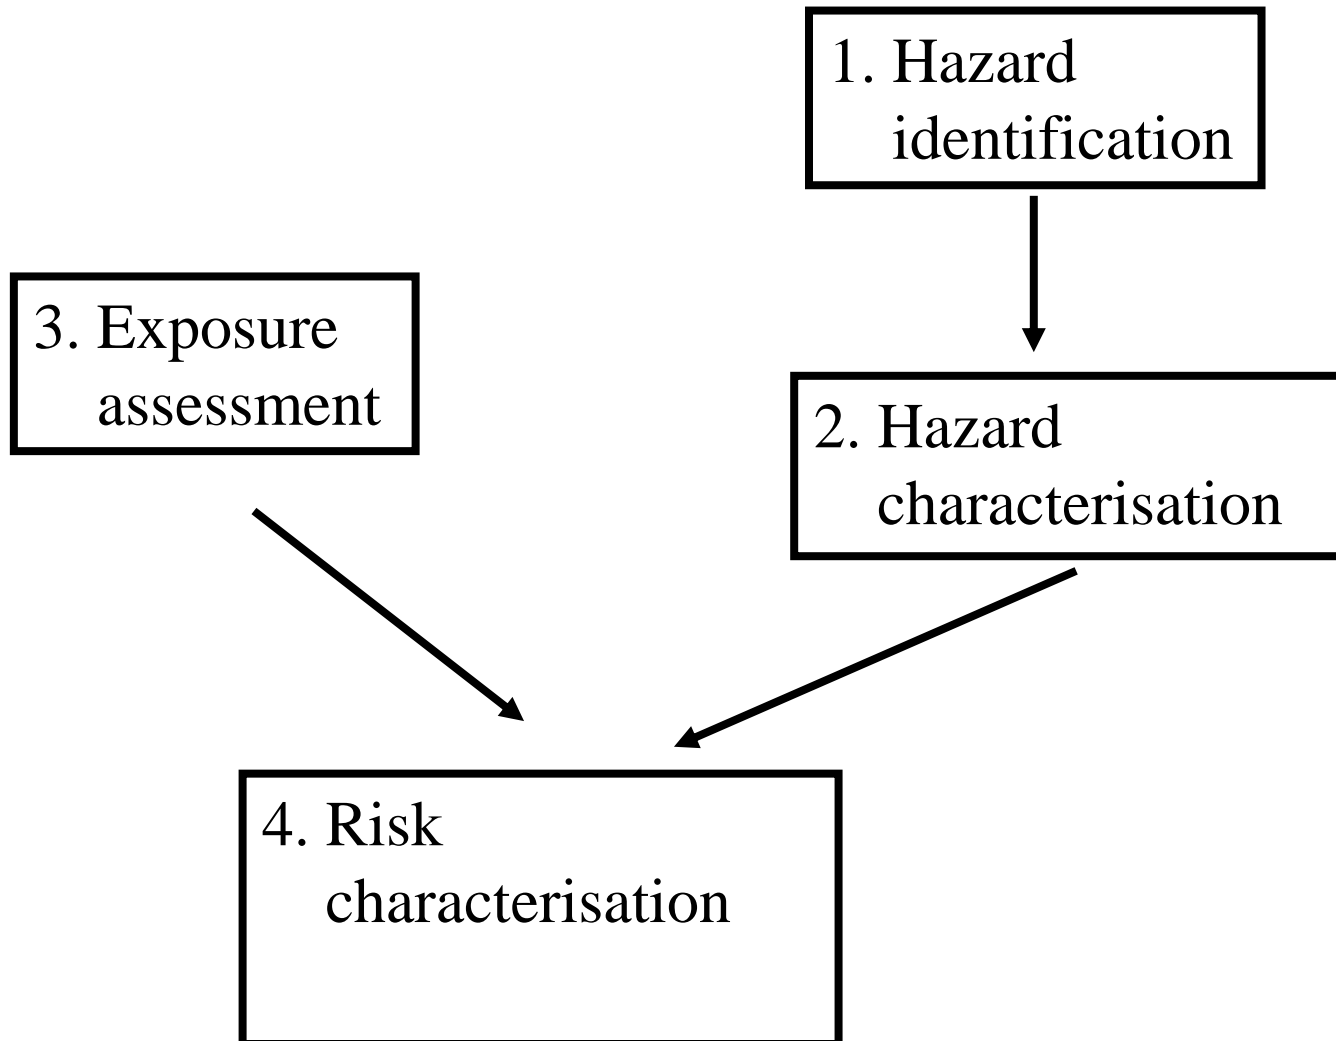 1. Hazard
identification
3. Exposure
assessment
2. Hazard
characterisation
4. Risk
characterisation